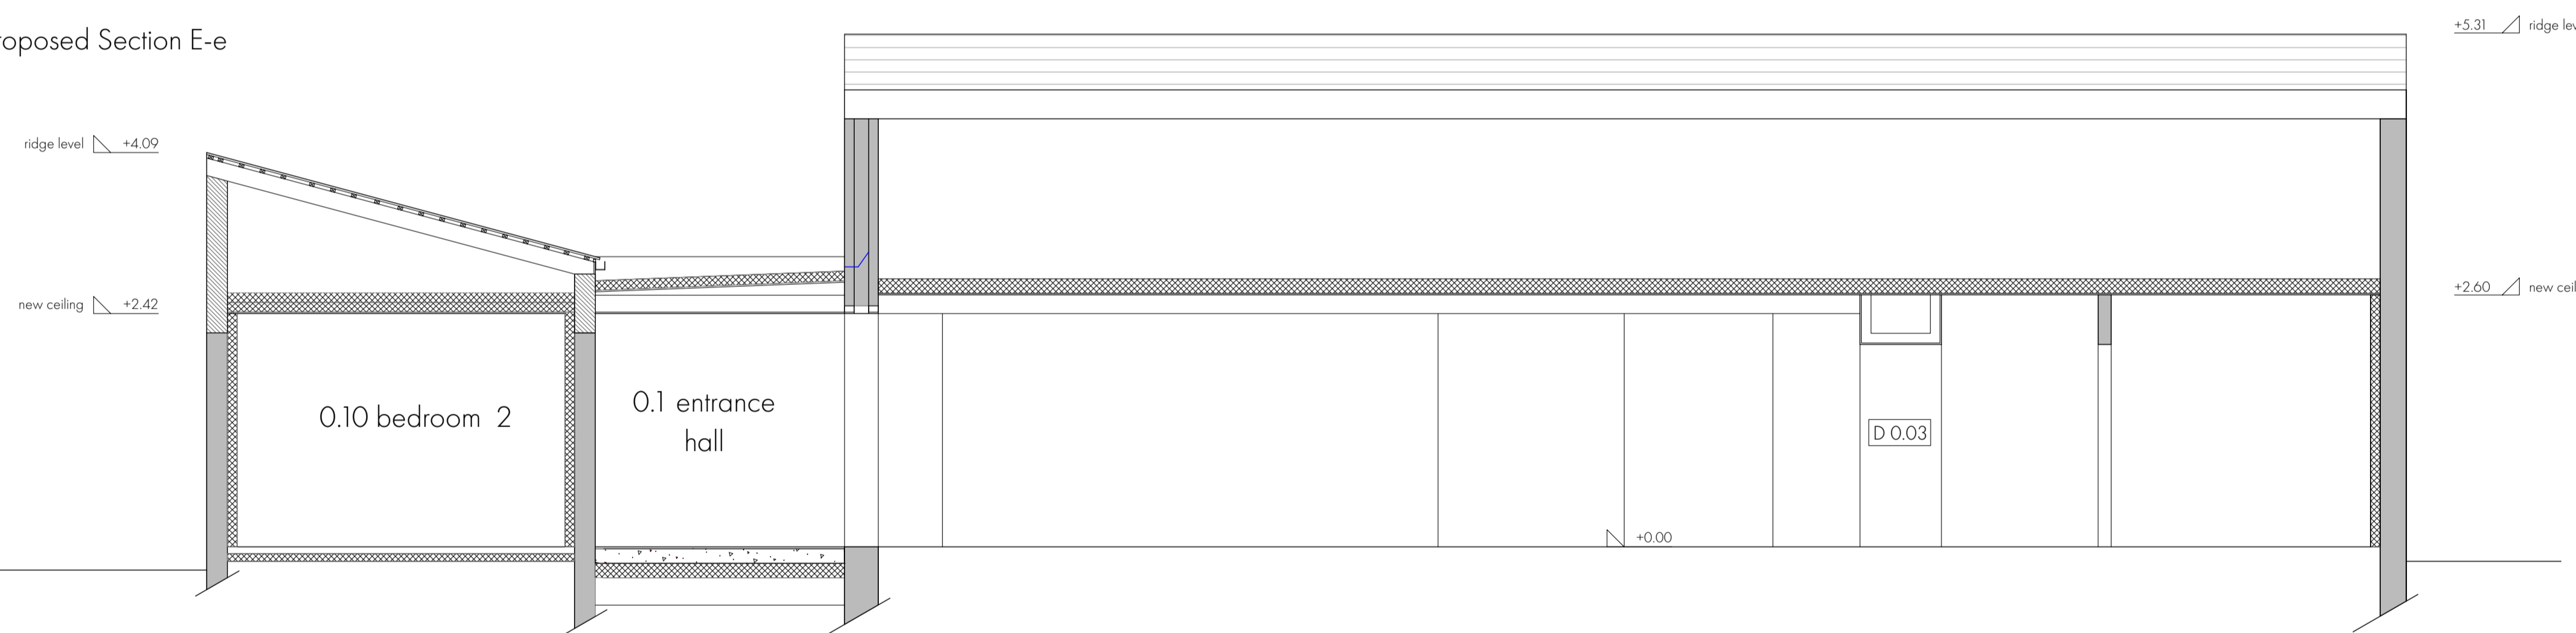 roposed Section E-e
+5.31 ridge lev
ridge level +4.09
new ceiling +2.42
+2.60 new ceil
0.10 bedroom 2
0.1 entrance
hall
D 0.03
+0.00